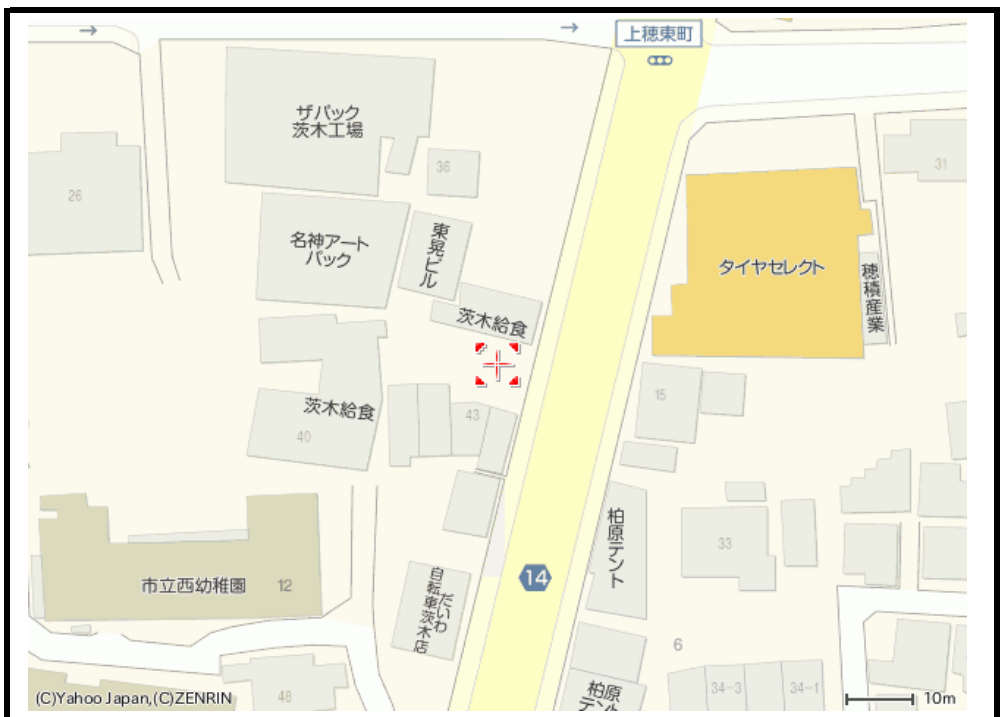 上穂東町
ザパック
茨木工場
36
31
26
名神アート
パック
東晃ビル
タイヤセレクト
穂積産業
茨木給食
15
茨木給食
43
40
柏原テント
33
14
市立西幼稚園
12
だいわ
自転車茨木店
6
34-3
34-1
柏原
テント
48
(C)Yahoo Japan,(C)ZENRIN
10m